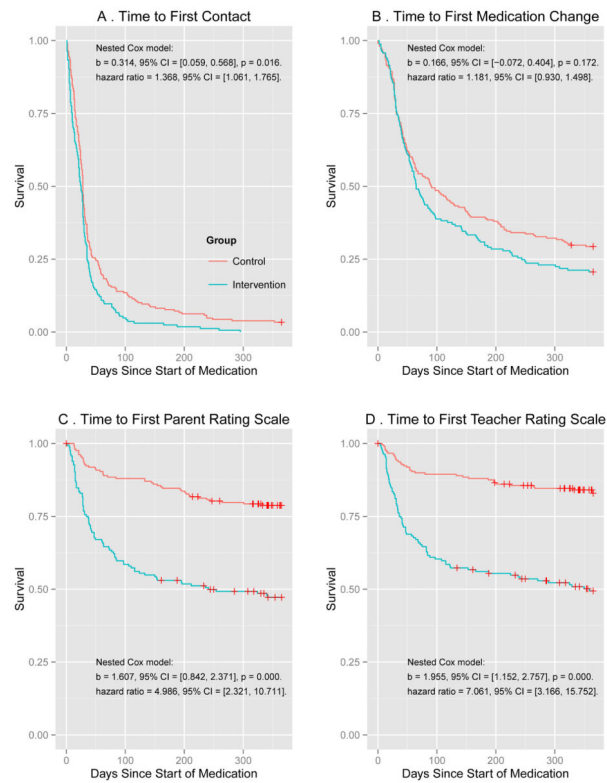 A . Time to First Contact
Nested Cox model:
b = 0.314, 95% CI = [0.059, 0.568], p = 0.016.
hazard ratio = 1.368, 95% CI = [1.061, 1.765].
1.00
0.75
0.50
0.25
0.00
Survival
Group
Control
Intervention
0
100
200
300
Days Since Start of Medication
B . Time to First Medication Change
Nested Cox model:
b = 0.166, 95% CI = [−0.072, 0.404], p = 0.172.
hazard ratio = 1.181, 95% CI = [0.930, 1.498].
1.00
0.75
0.50
0.25
0.00
Survival
0
100
200
300
Days Since Start of Medication
C . Time to First Parent Rating Scale
1.00
0.75
0.50
0.25
0.00
Survival
Nested Cox model:
b = 1.607, 95% CI = [0.842, 2.371], p = 0.000.
hazard ratio = 4.986, 95% CI = [2.321, 10.711].
0
100
200
300
Days Since Start of Medication
D . Time to First Teacher Rating Scale
1.00
0.75
0.50
0.25
0.00
Survival
Nested Cox model:
b = 1.955, 95% CI = [1.152, 2.757], p = 0.000.
hazard ratio = 7.061, 95% CI = [3.166, 15.752].
0
100
200
300
Days Since Start of Medication